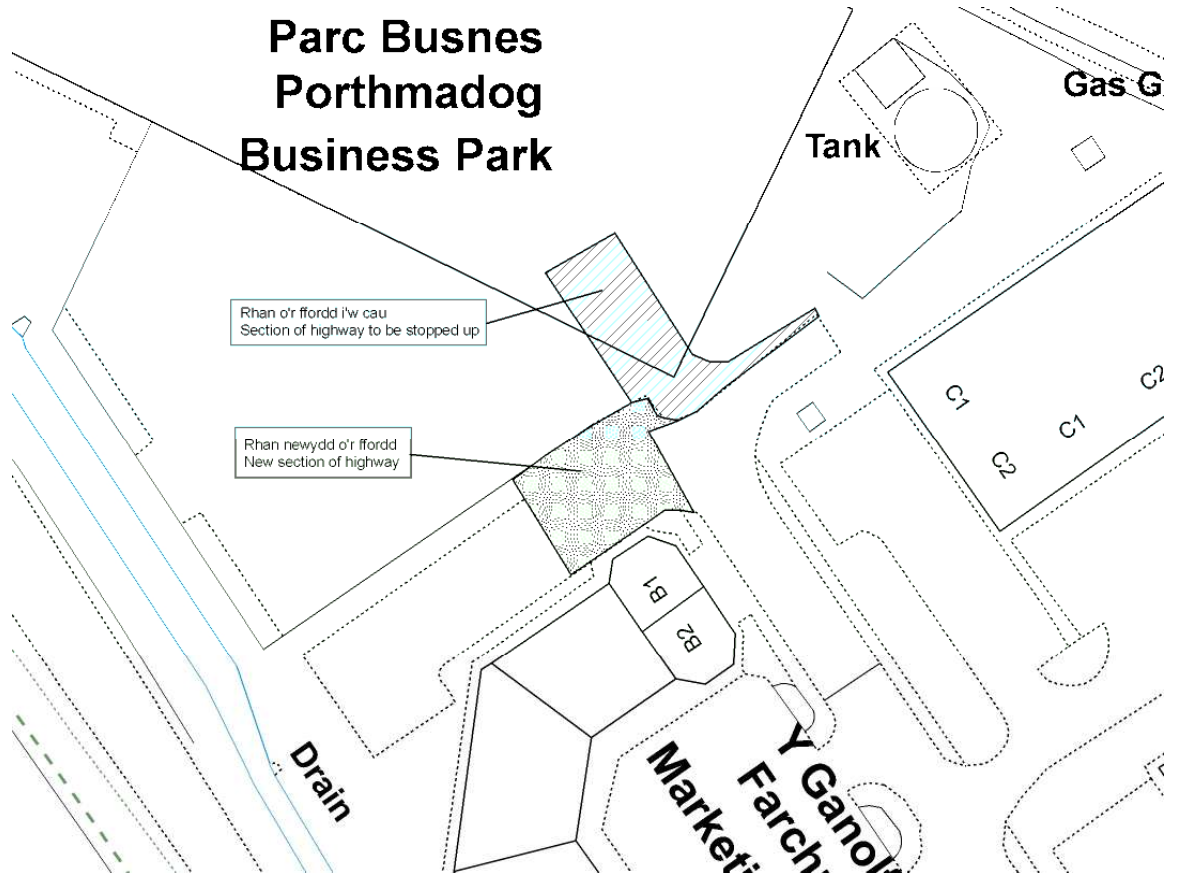 Parc Busnes
Porthmadog
Business Park
Gas G
Tank
Rhan o'r ffordd i'w cau
Section of highway to be stopped up
Rhan newydd o'r ffordd
New section of highway
C1
C2
C1
C2
B1
B2
Drain
Y Ganol
Farch
Marketi